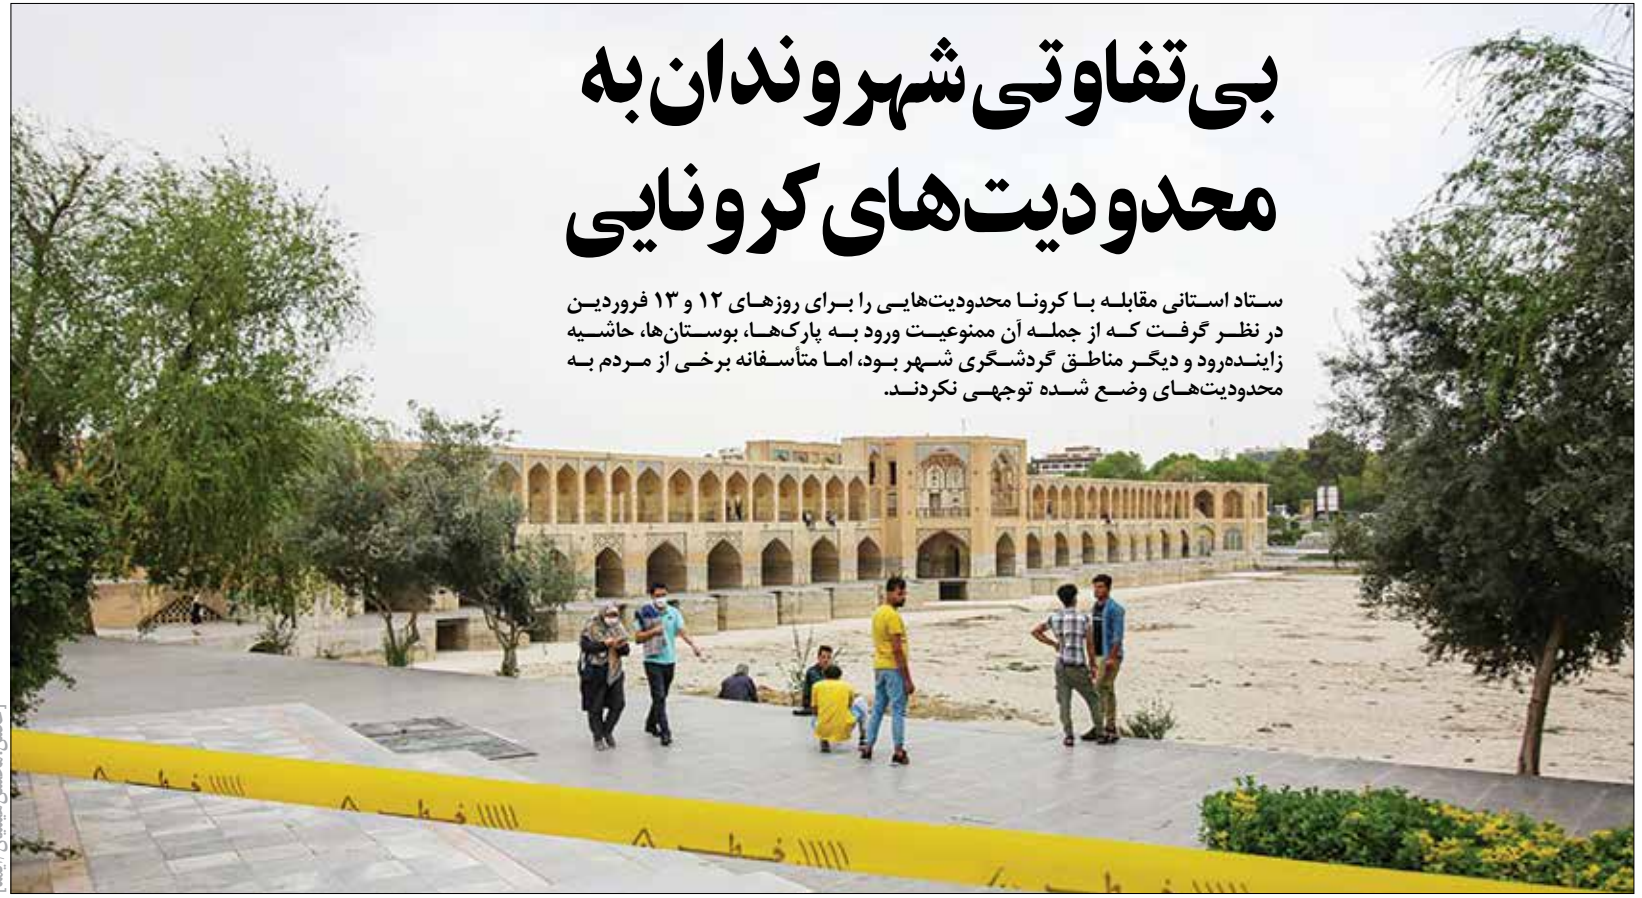 بی‌تفاوتی شهروندان به
محدودیت‌های کرونایی
ستاد استانی مقابله با کرونا محدودیت‌هایی را برای روزهای ۱۲ و ۱۳ فروردین
در نظر گرفت که از جمله آن ممنوعیت ورود به پارک‌ها، بوستان‌ها، حاشیه
زاینده‌رود و دیگر مناطق گردشگری شهر بود، اما متأسفانه برخی از مردم به
محدودیت‌های وضع شده توجهی نکردند.
خطر
خطر
خطر